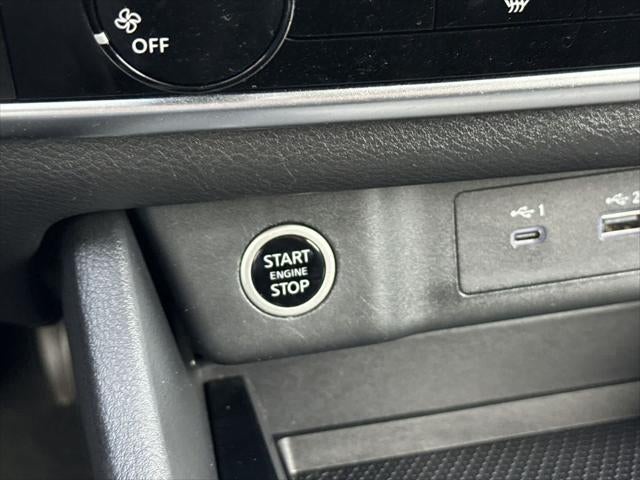 OFF
1
2
START
ENGINE
STOP